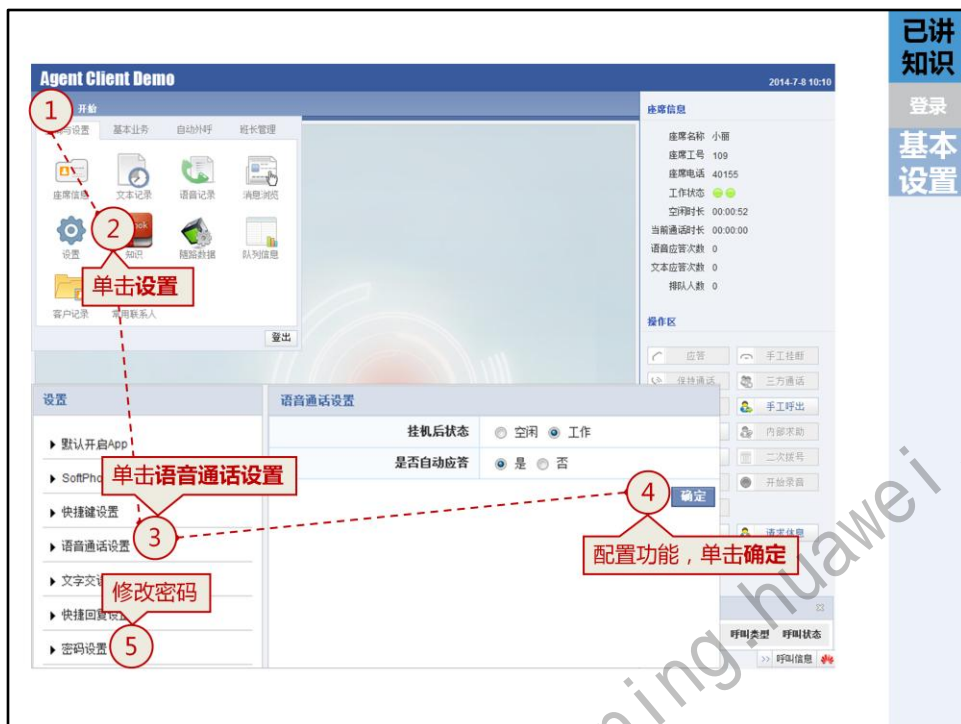 已讲
知识
登录
基本
设置
Agent Client Demo
2014-7-8 10:10
1
开始
与设置 基本业务 自动外呼 班长管理
座席信息 文本记录 语音记录 消息浏览
2
设置 知识 随路数据 队列信息
单击设置
客户记录 常用联系人
登出
座席信息
座席名称 小丽
座席工号 109
座席电话 40155
工作状态
空闲时长 00:00:52
当前通话时长 00:00:00
语音应答次数 0
文本应答次数 0
排队人数 0
操作区
应答 手工挂断
保持通话 三方通话
手工呼出
内部求助
二次拨号
开始录音
请求休息
设置
默认开启App
SoftPho
单击语音通话设置
快捷键设置
3
语音通话设置
文字交
修改密码
快捷回复设
5
密码设置
语音通话设置
挂机后状态 空闲 工作
是否自动应答 是 否
4
确定
配置功能，单击确定
呼叫类型 呼叫状态
>> 呼叫信息
ning.huawei